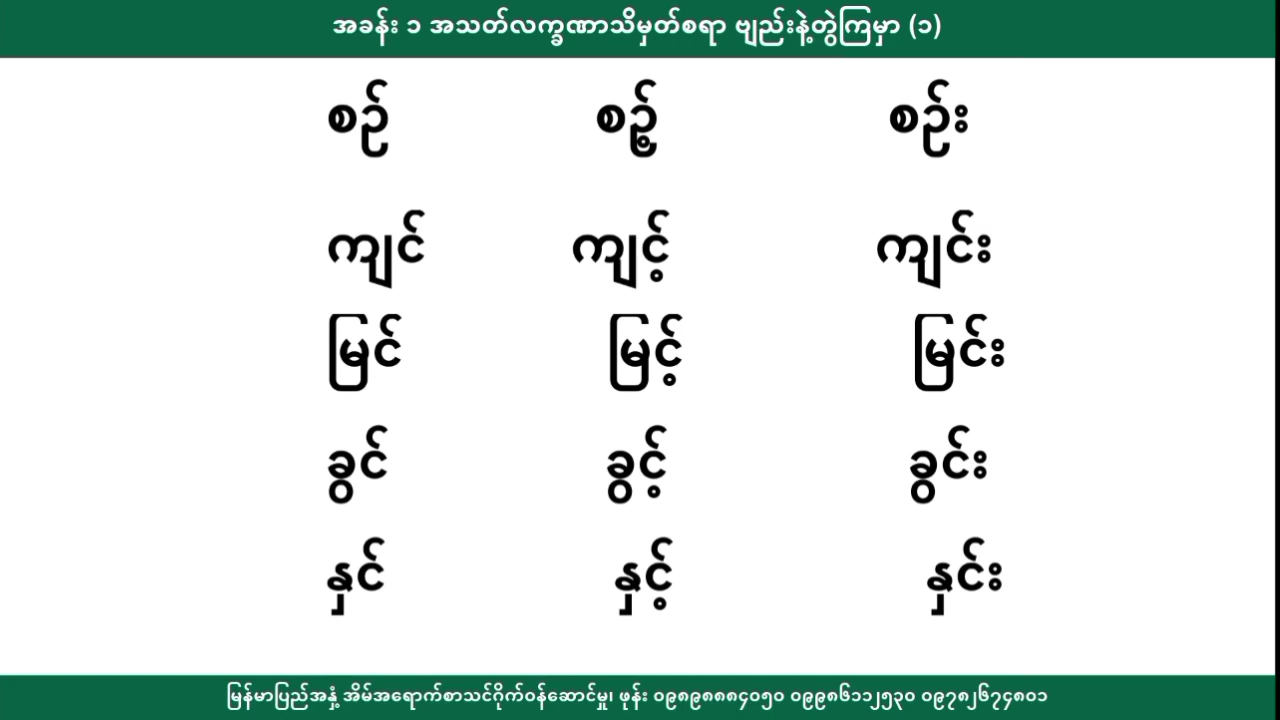 အခန်း ၁ အသတ်လက္ခဏာသိမှတ်စရာ ဗျည်းနဲ့တွဲကြမှာ (၁)
စဉ် စဉ့် စဉ်း
ကျင် ကျင့် ကျင်း
မြင် မြင့် မြင်း
ခွင် ခွင့် ခွင်း
နှင် နှင့် နှင်း
မြန်မာပြည်အနှံ့ အိမ်အရောက်စာသင်ဂိုက်ဝန်ဆောင်မှု၊ ဖုန်း ၀၉၈၉၈၈၈၄၀၅၀ ၀၉၉၈၆၁၁၂၅၃၀ ၀၉၇၈၂၆၇၄၈၀၁